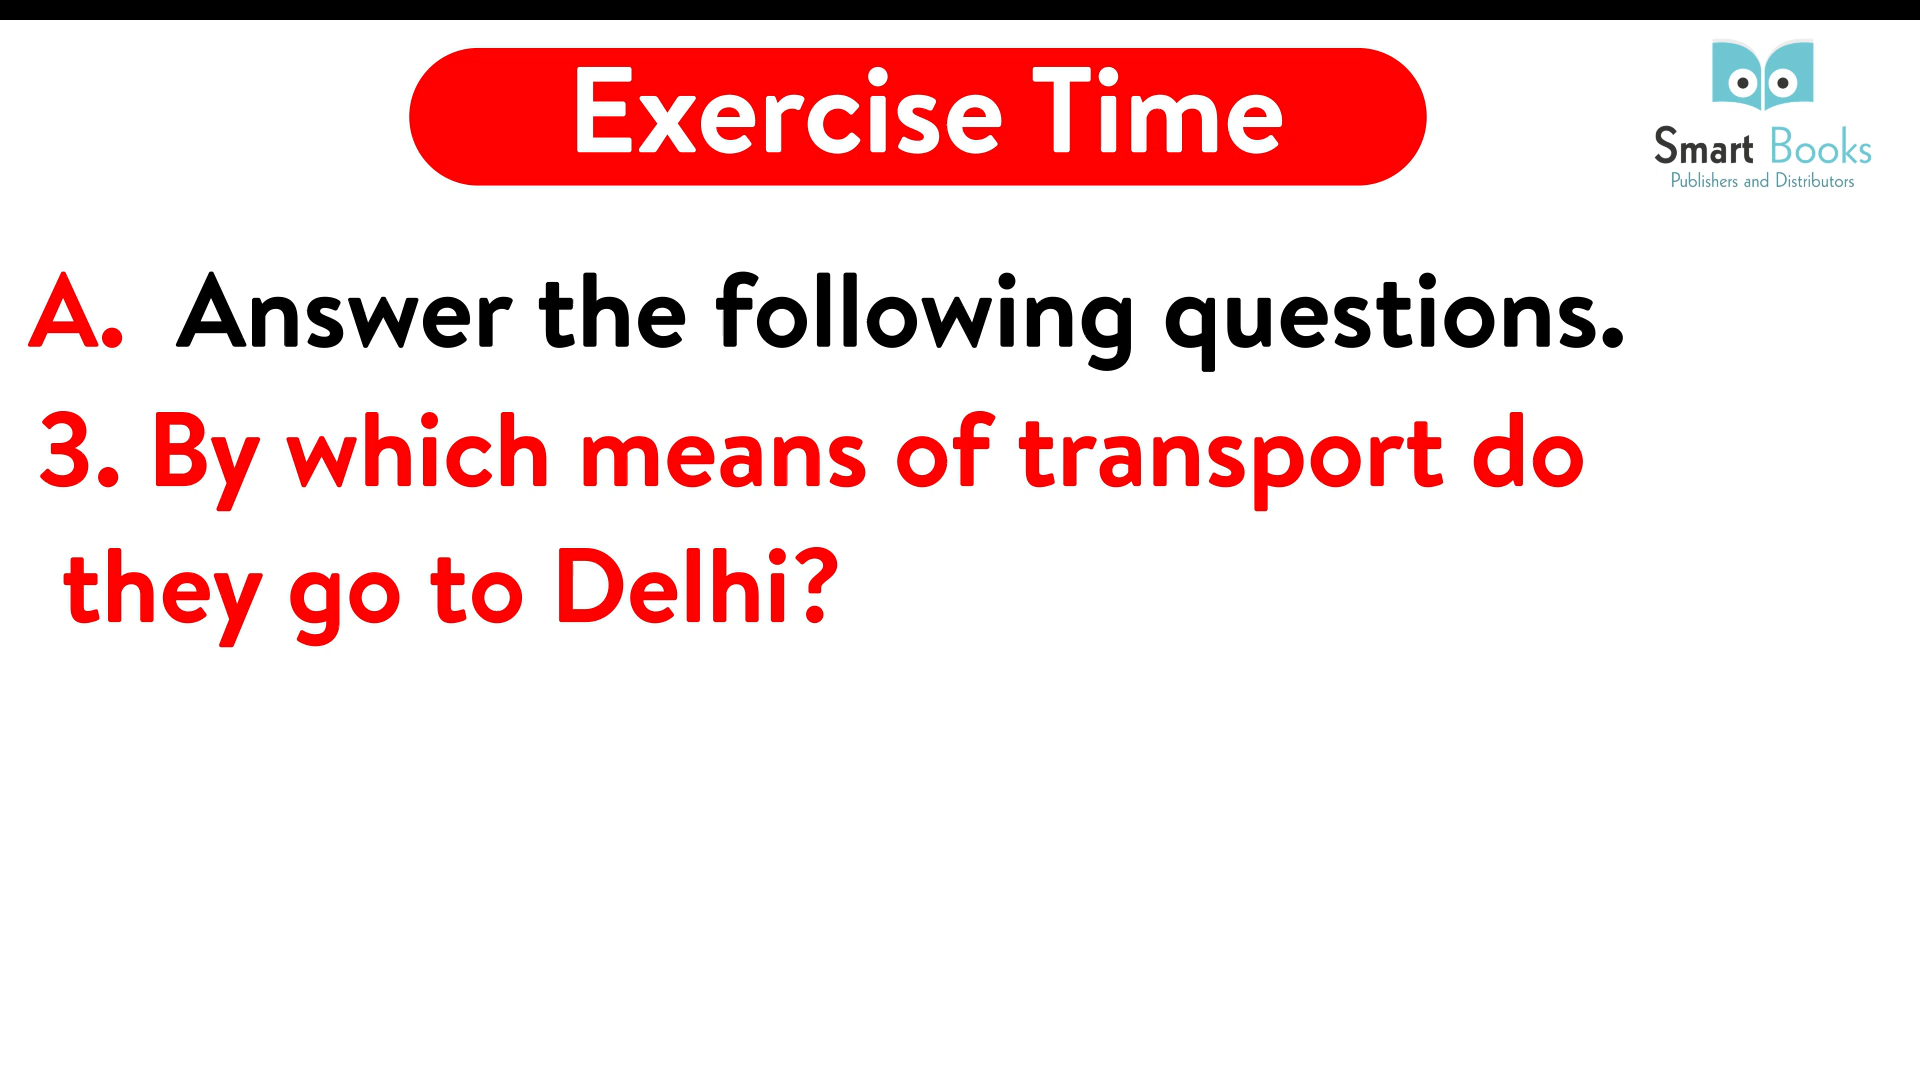 Exercise Time
Smart Books
Publishers and Distributors
A. Answer the following questions.
3. By which means of transport do
they go to Delhi?